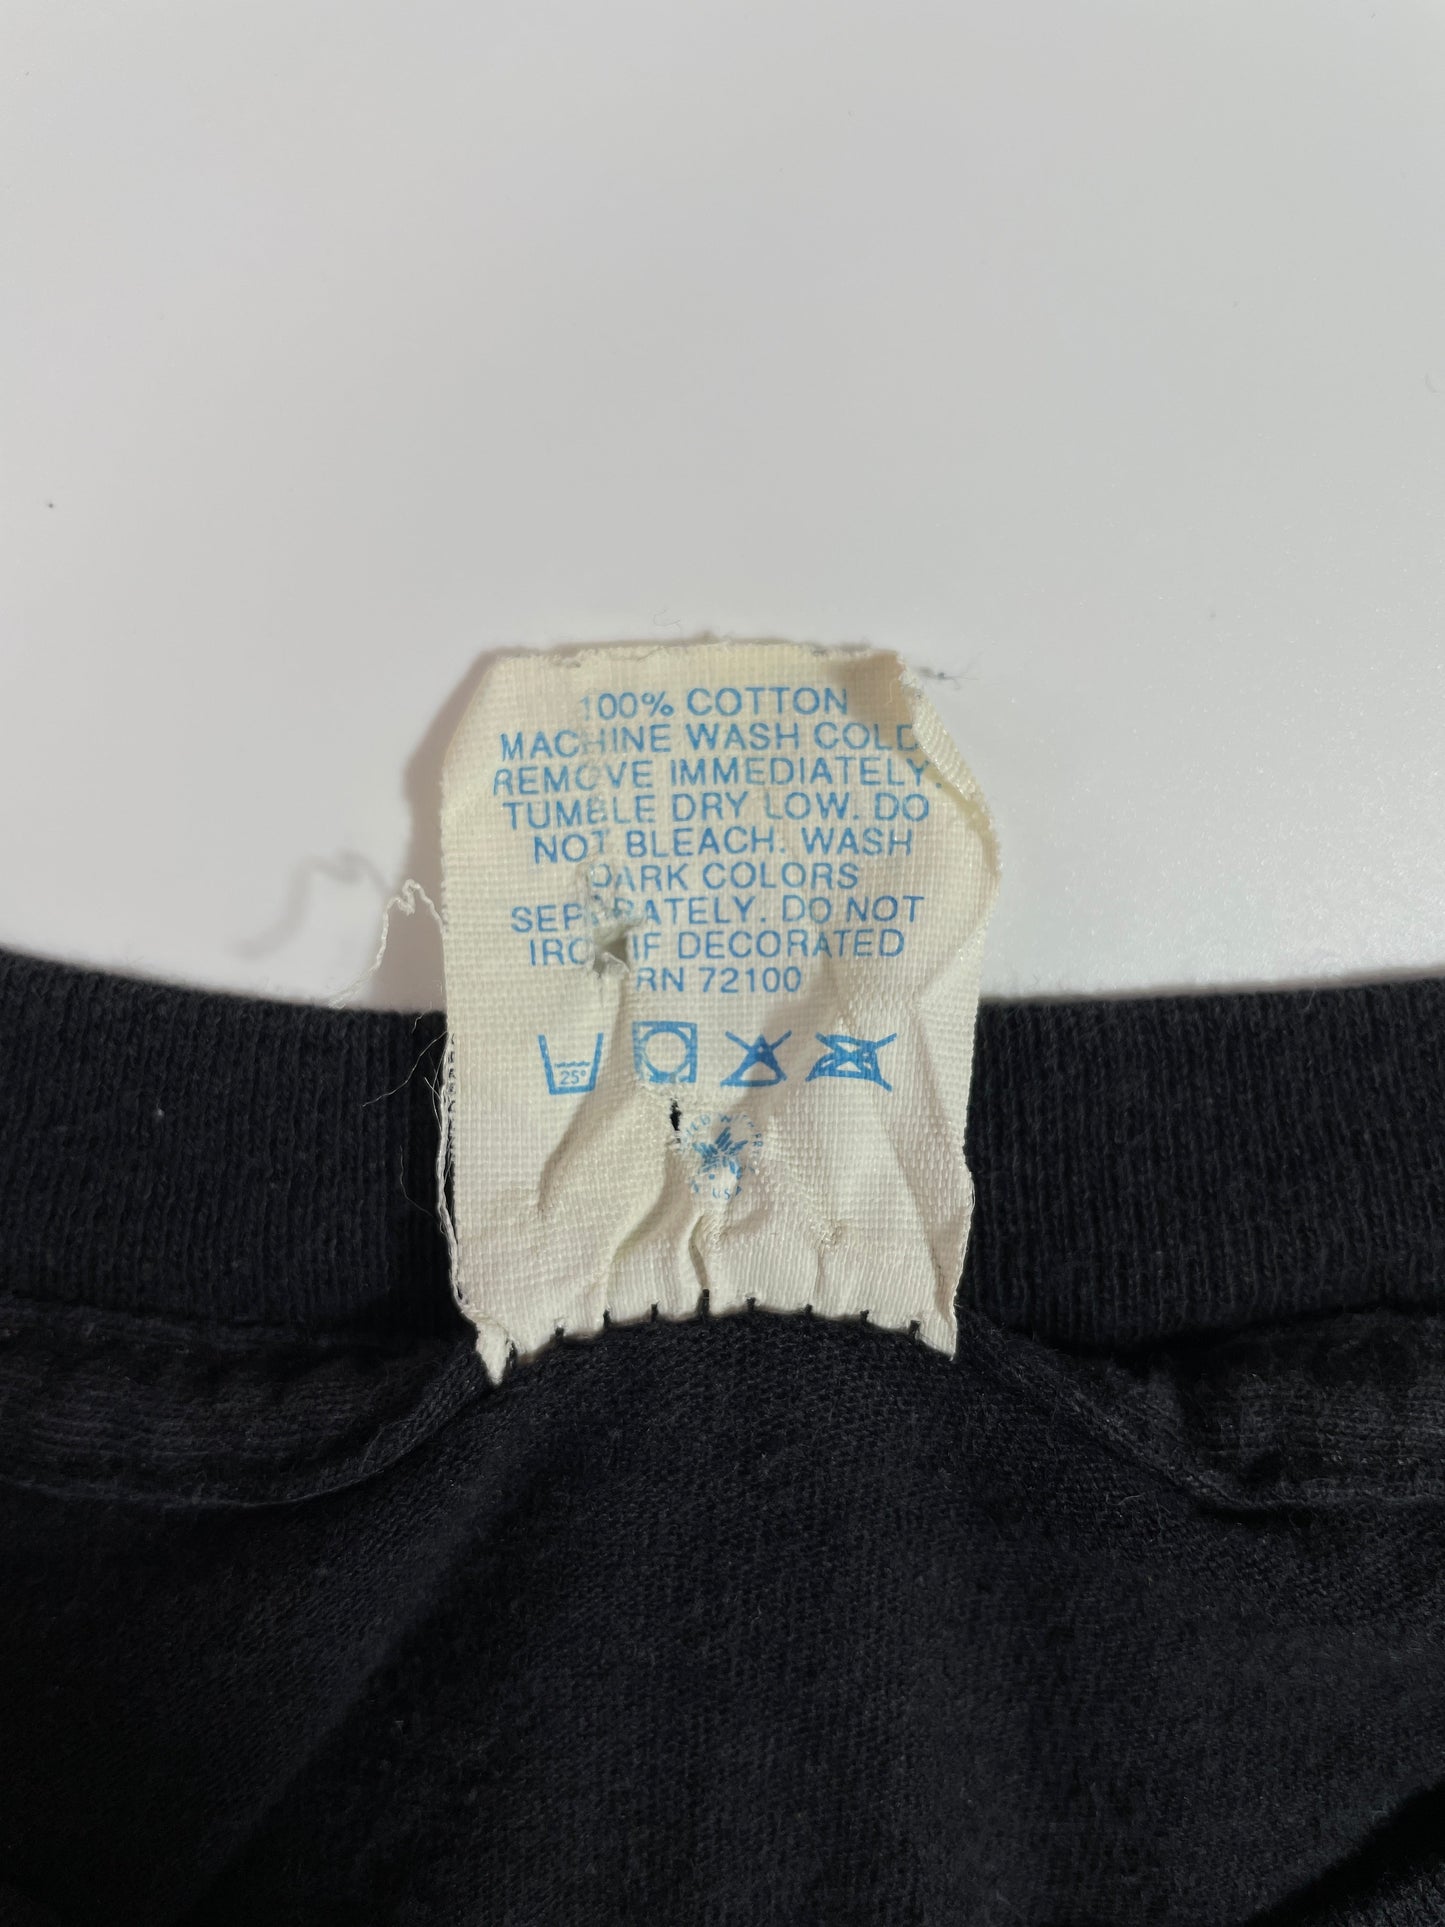 100% COTTON
MACHINE WASH COLD.
REMOVE IMMEDIATELY.
TUMBLE DRY LOW. DO
NOT BLEACH. WASH
DARK COLORS
SEPARATELY. DO NOT
IRON IF DECORATED
RN 72100
25°
USA